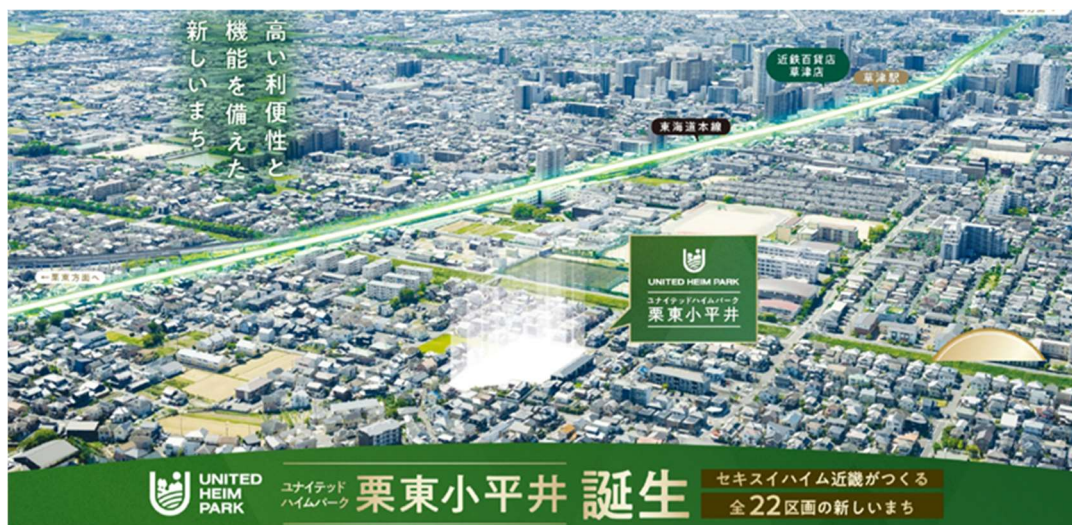 高い利便性と
機能を備えた
新しいまち
近鉄百貨店
草津店
草津駅
東海道本線
←栗東方面へ
UNITED HEIM PARK
ユナイテッドハイムパーク
栗東小平井
UNITED
HEIM
PARK
ユナイテッド
ハイムパーク
栗東小平井
誕生
セキスイハイム近畿がつくる
全22区画の新しいまち